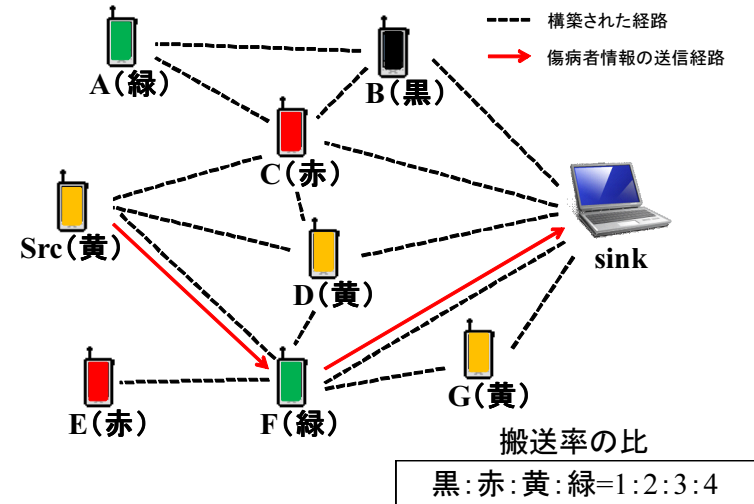 構築された経路
傷病者情報の送信経路
A(緑)
B(黒)
C(赤)
Src(黄)
sink
D(黄)
E(赤)
F(緑)
G(黄)
搬送率の比
黒:赤:黄:緑=1:2:3:4